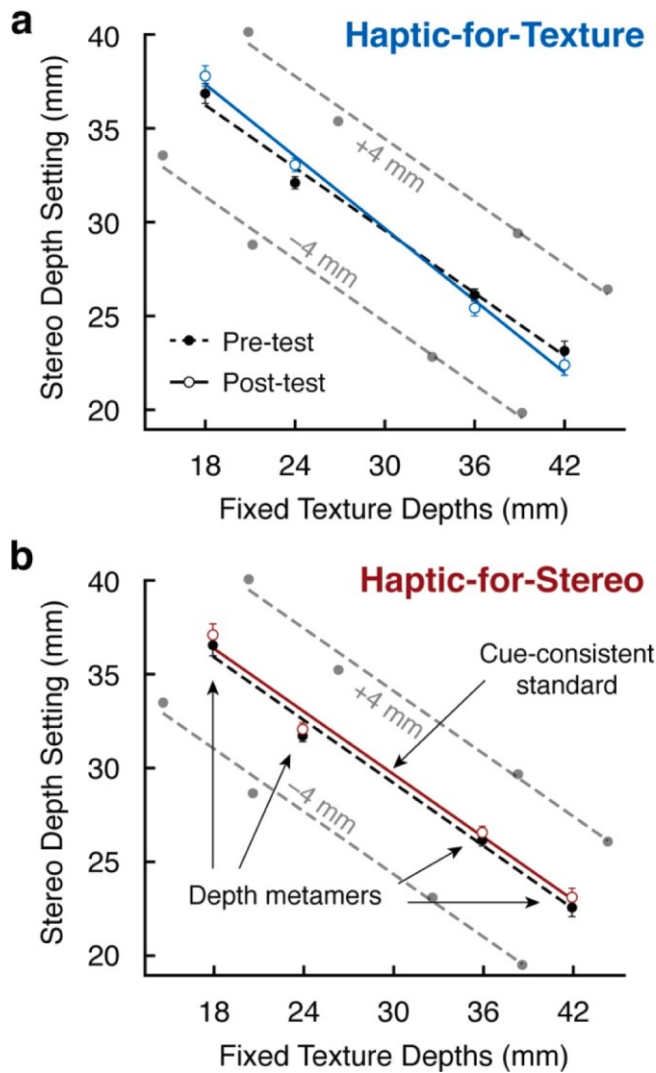 a
Haptic-for-Texture
40
35
30
25
20
Stereo Depth Setting (mm)
+4 mm
−4 mm
Pre-test
Post-test
18 24 30 36 42
Fixed Texture Depths (mm)
b
Haptic-for-Stereo
40
35
30
25
20
Stereo Depth Setting (mm)
Cue-consistent
standard
+4 mm
−4 mm
Depth metamers
18 24 30 36 42
Fixed Texture Depths (mm)